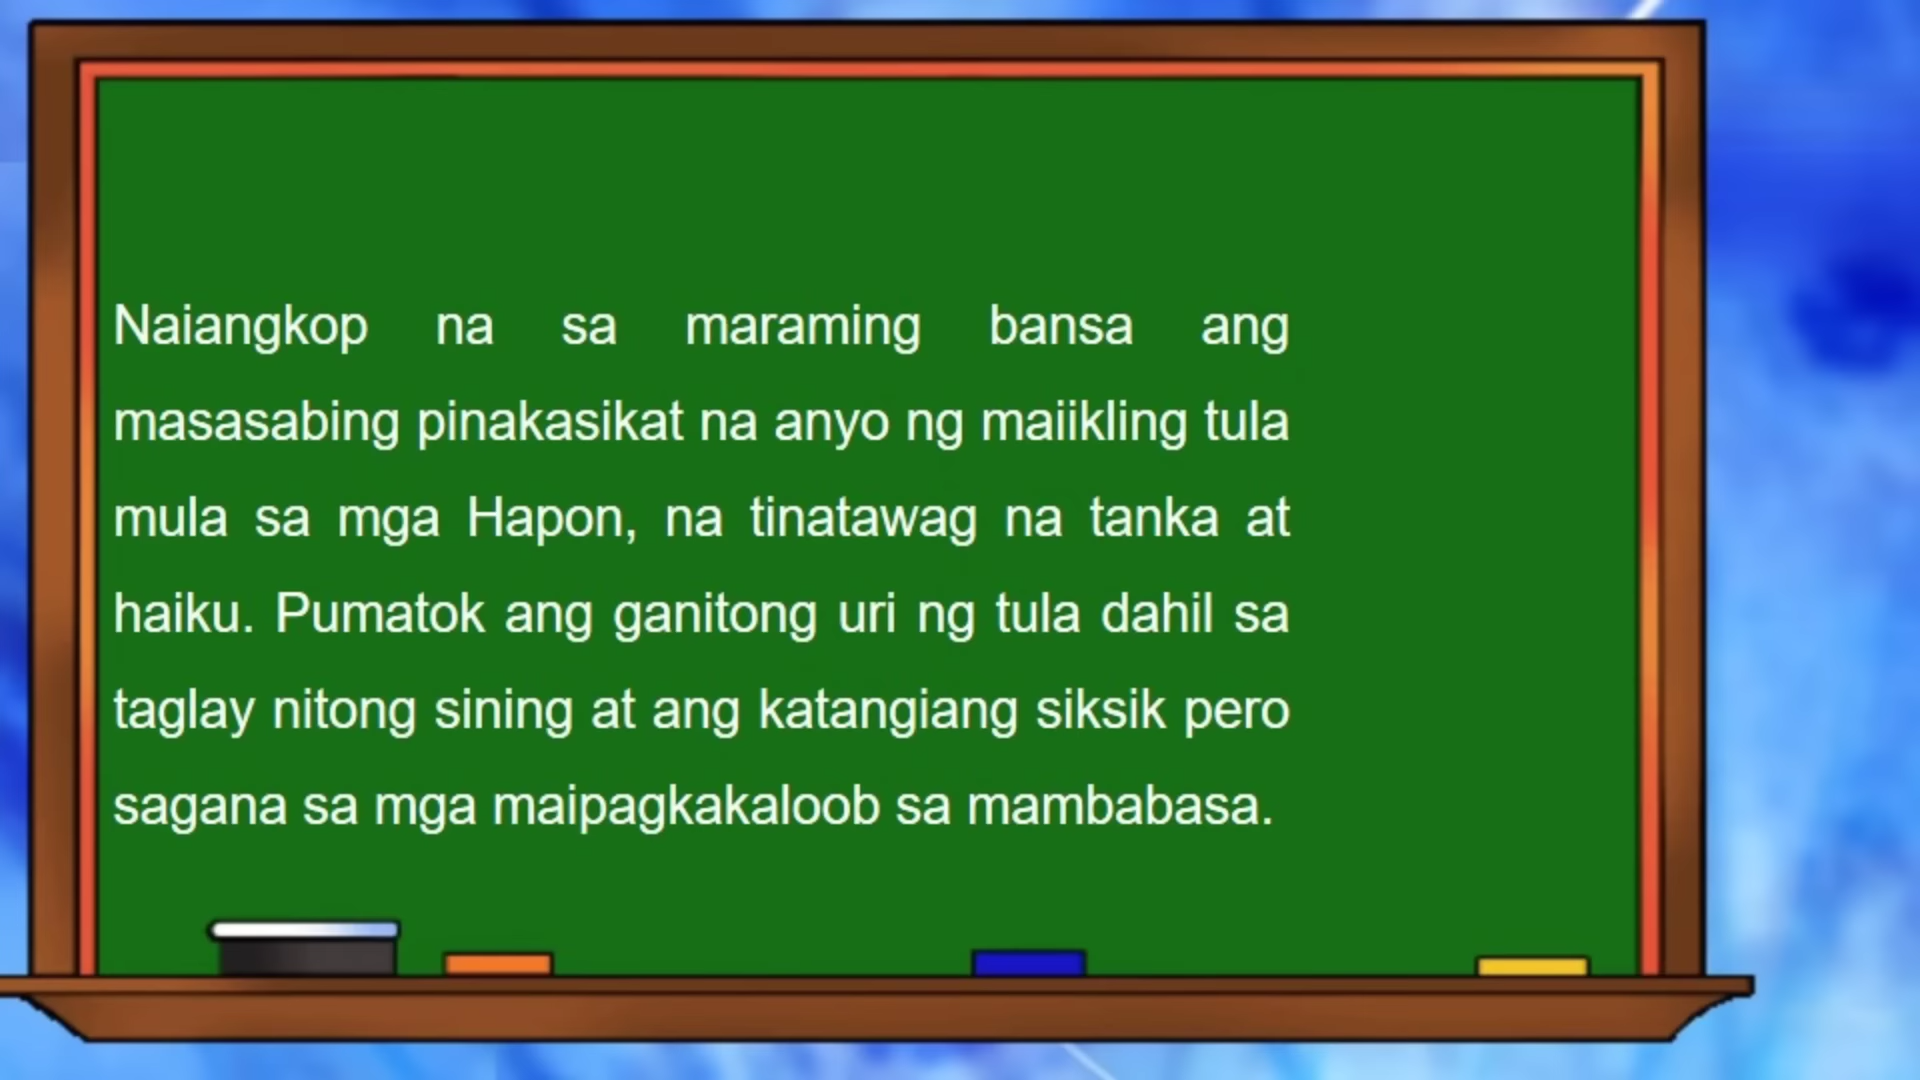 Naiangkop na sa maraming bansa ang
masasabing pinakasikat na anyo ng maiikling tula
mula sa mga Hapon, na tinatawag na tanka at
haiku. Pumatok ang ganitong uri ng tula dahil sa
taglay nitong sining at ang katangiang siksik pero
sagana sa mga maipagkakaloob sa mambabasa.